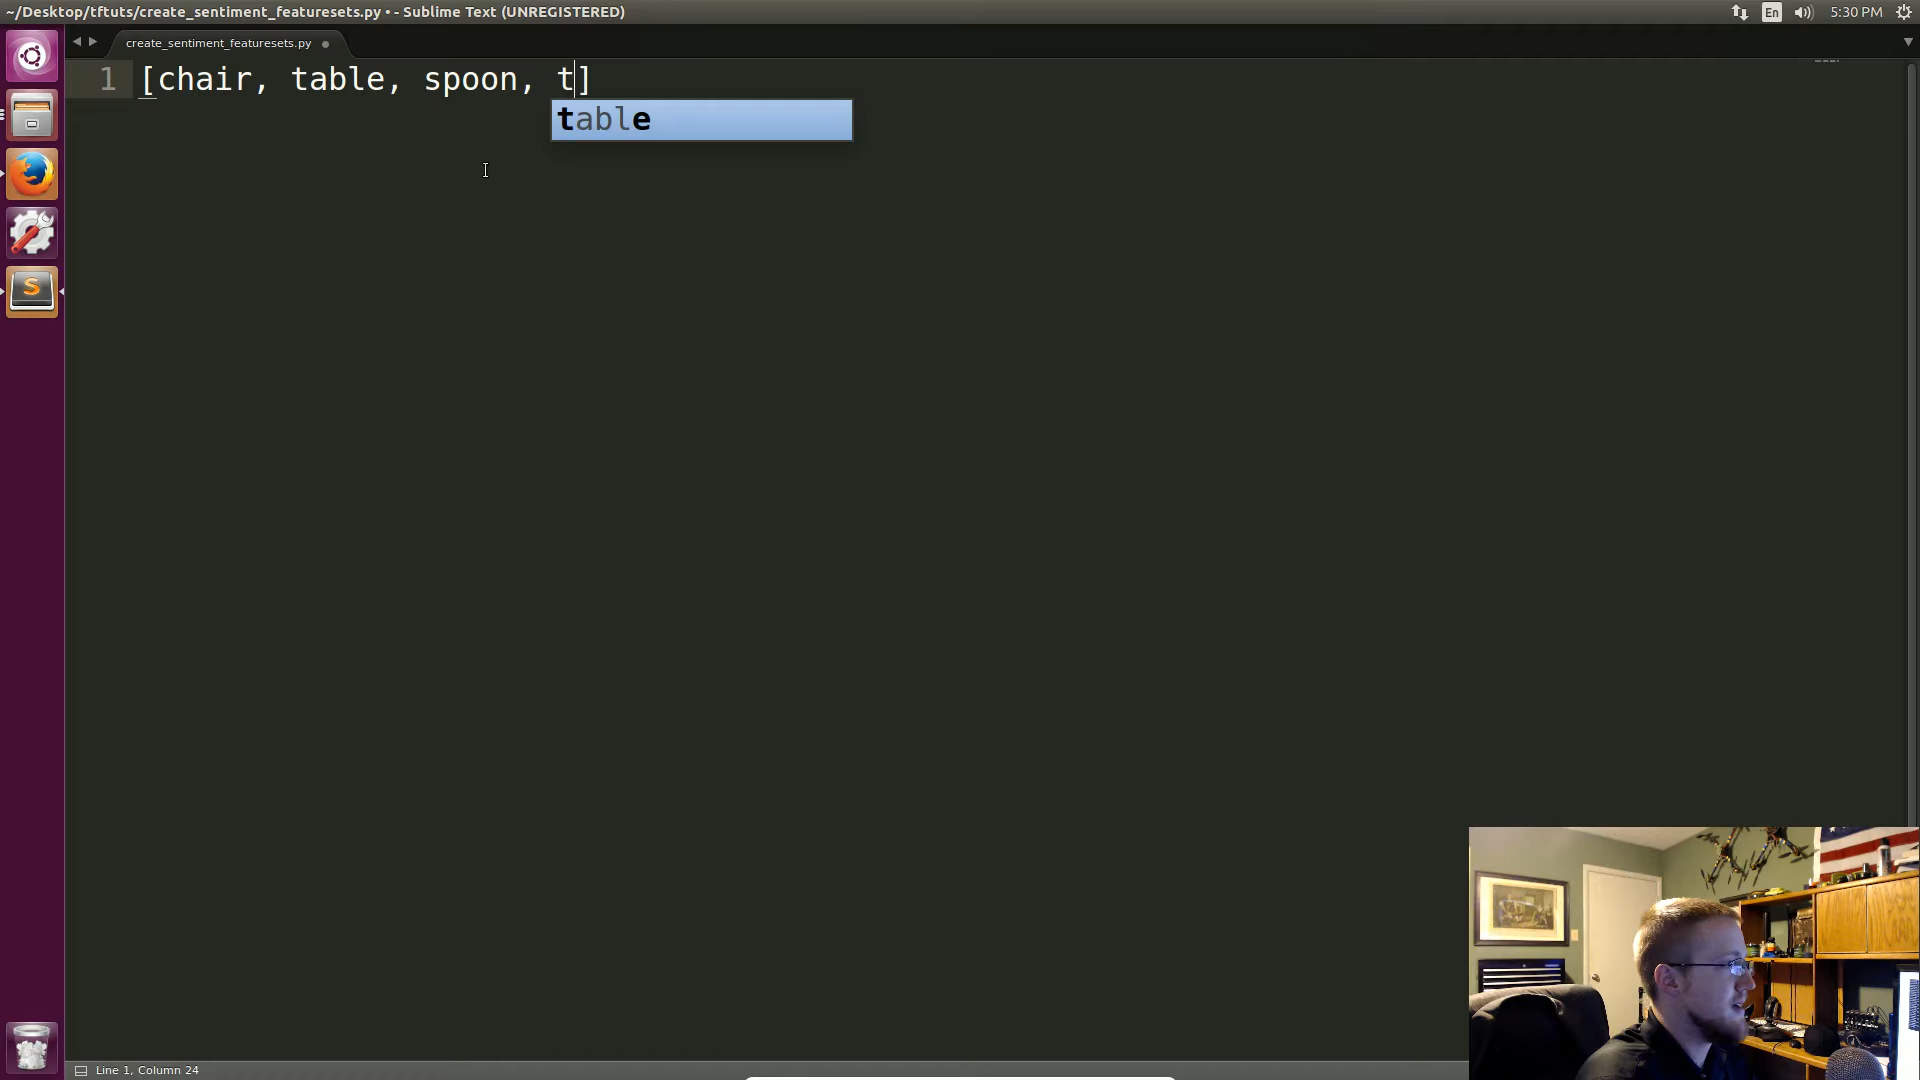 ~/Desktop/tftuts/create_sentiment_featuresets.py • - Sublime Text (UNREGISTERED)
En
5:30 PM
create_sentiment_featuresets.py
1 [chair, table, spoon, t]
table
Line 1, Column 24